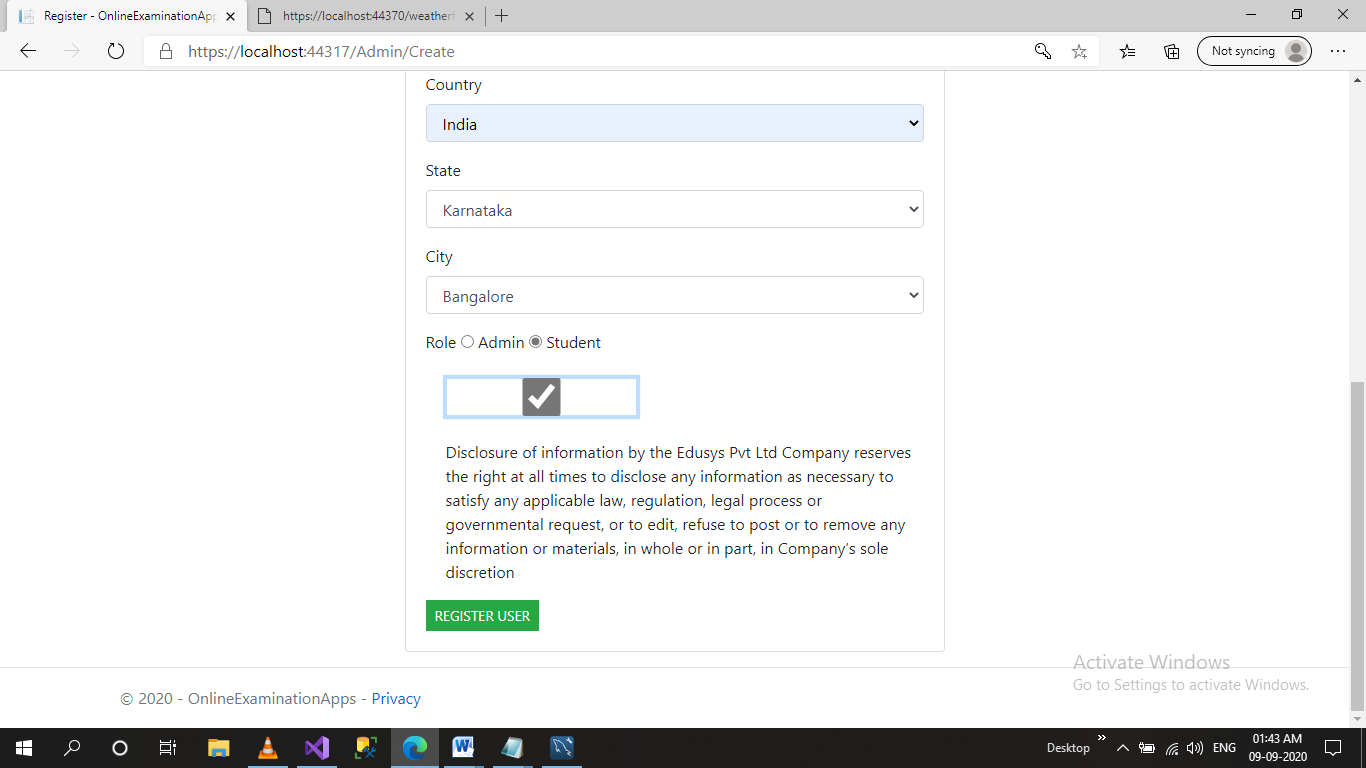 Register - OnlineExaminationApp
https://localhost:44370/weatherf
https://localhost:44317/Admin/Create
Not syncing
Country
India
State
Karnataka
City
Bangalore
Role Admin Student
Disclosure of information by the Edusys Pvt Ltd Company reserves
the right at all times to disclose any information as necessary to
satisfy any applicable law, regulation, legal process or
governmental request, or to edit, refuse to post or to remove any
information or materials, in whole or in part, in Company's sole
discretion
REGISTER USER
Activate Windows
Go to Settings to activate Windows.
© 2020 - OnlineExaminationApps - Privacy
Desktop
ENG
01:43 AM
09-09-2020